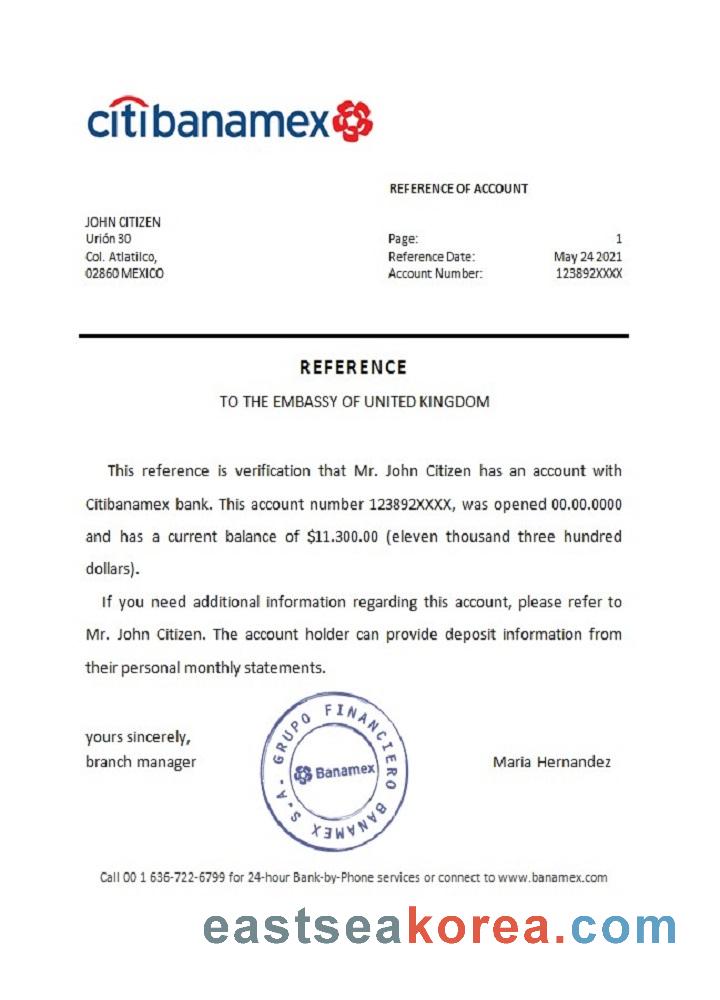 citibanamex
REFERENCE OF ACCOUNT
JOHN CITIZEN
Urión 30
Col. Atlatilco,
02860 MEXICO
Page: 1
Reference Date: May 24 2021
Account Number: 123892XXXX
REFERENCE
TO THE EMBASSY OF UNITED KINGDOM
This reference is verification that Mr. John Citizen has an account with
Citibanamex bank. This account number 123892XXXX, was opened 00.00.0000
and has a current balance of $11.300.00 (eleven thousand three hundred
dollars).
If you need additional information regarding this account, please refer to
Mr. John Citizen. The account holder can provide deposit information from
their personal monthly statements.
yours sincerely,
branch manager
GRUPO FINANCIERO BANAMEX S.A.
Banamex
Maria Hernandez
Call 00 1 636-722-6799 for 24-hour Bank-by-Phone services or connect to www.banamex.com
eastseakorea.com